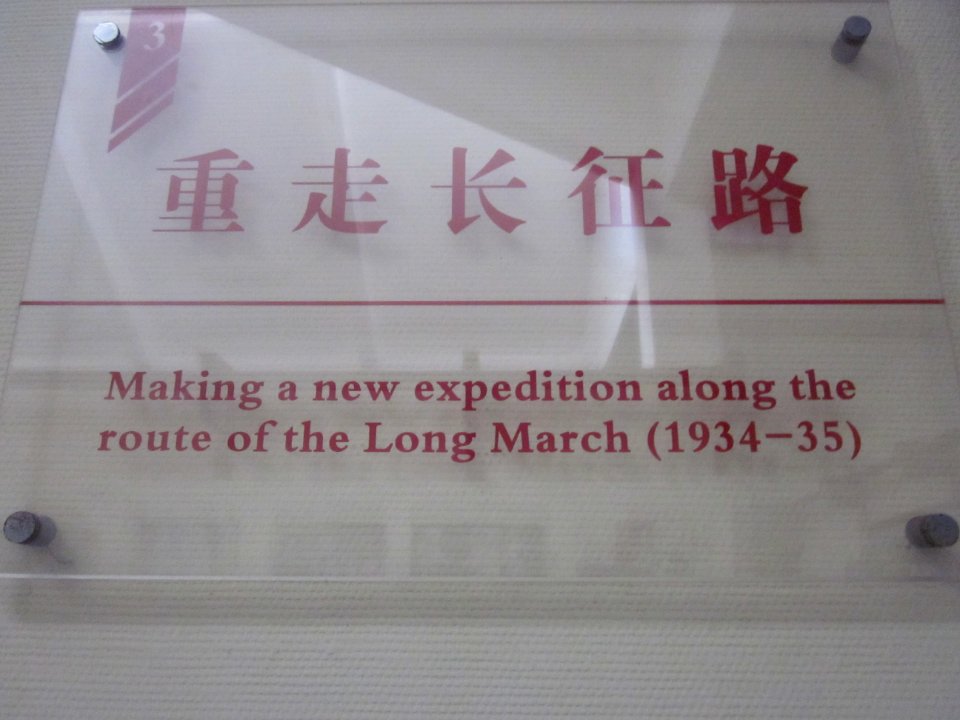 3
重走长征路
Making a new expedition along the
route of the Long March (1934-35)